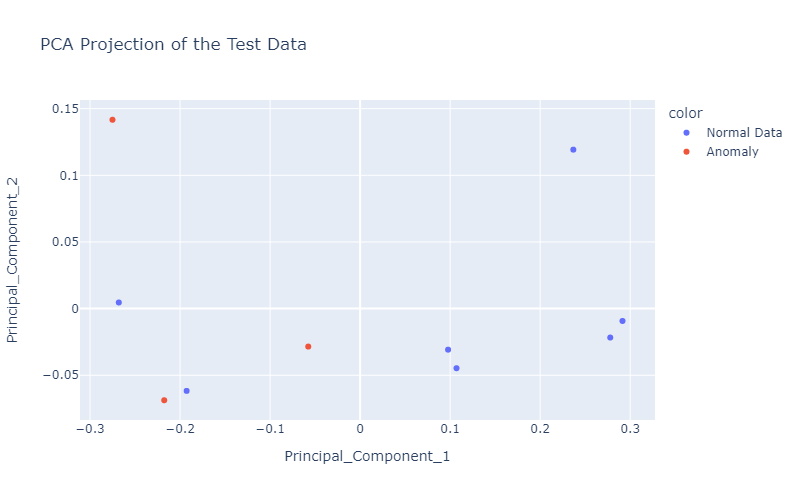 PCA Projection of the Test Data
color
Normal Data
Anomaly
Principal_Component_2
0.15
0.1
0.05
0
−0.05
−0.3
−0.2
−0.1
0
0.1
0.2
0.3
Principal_Component_1